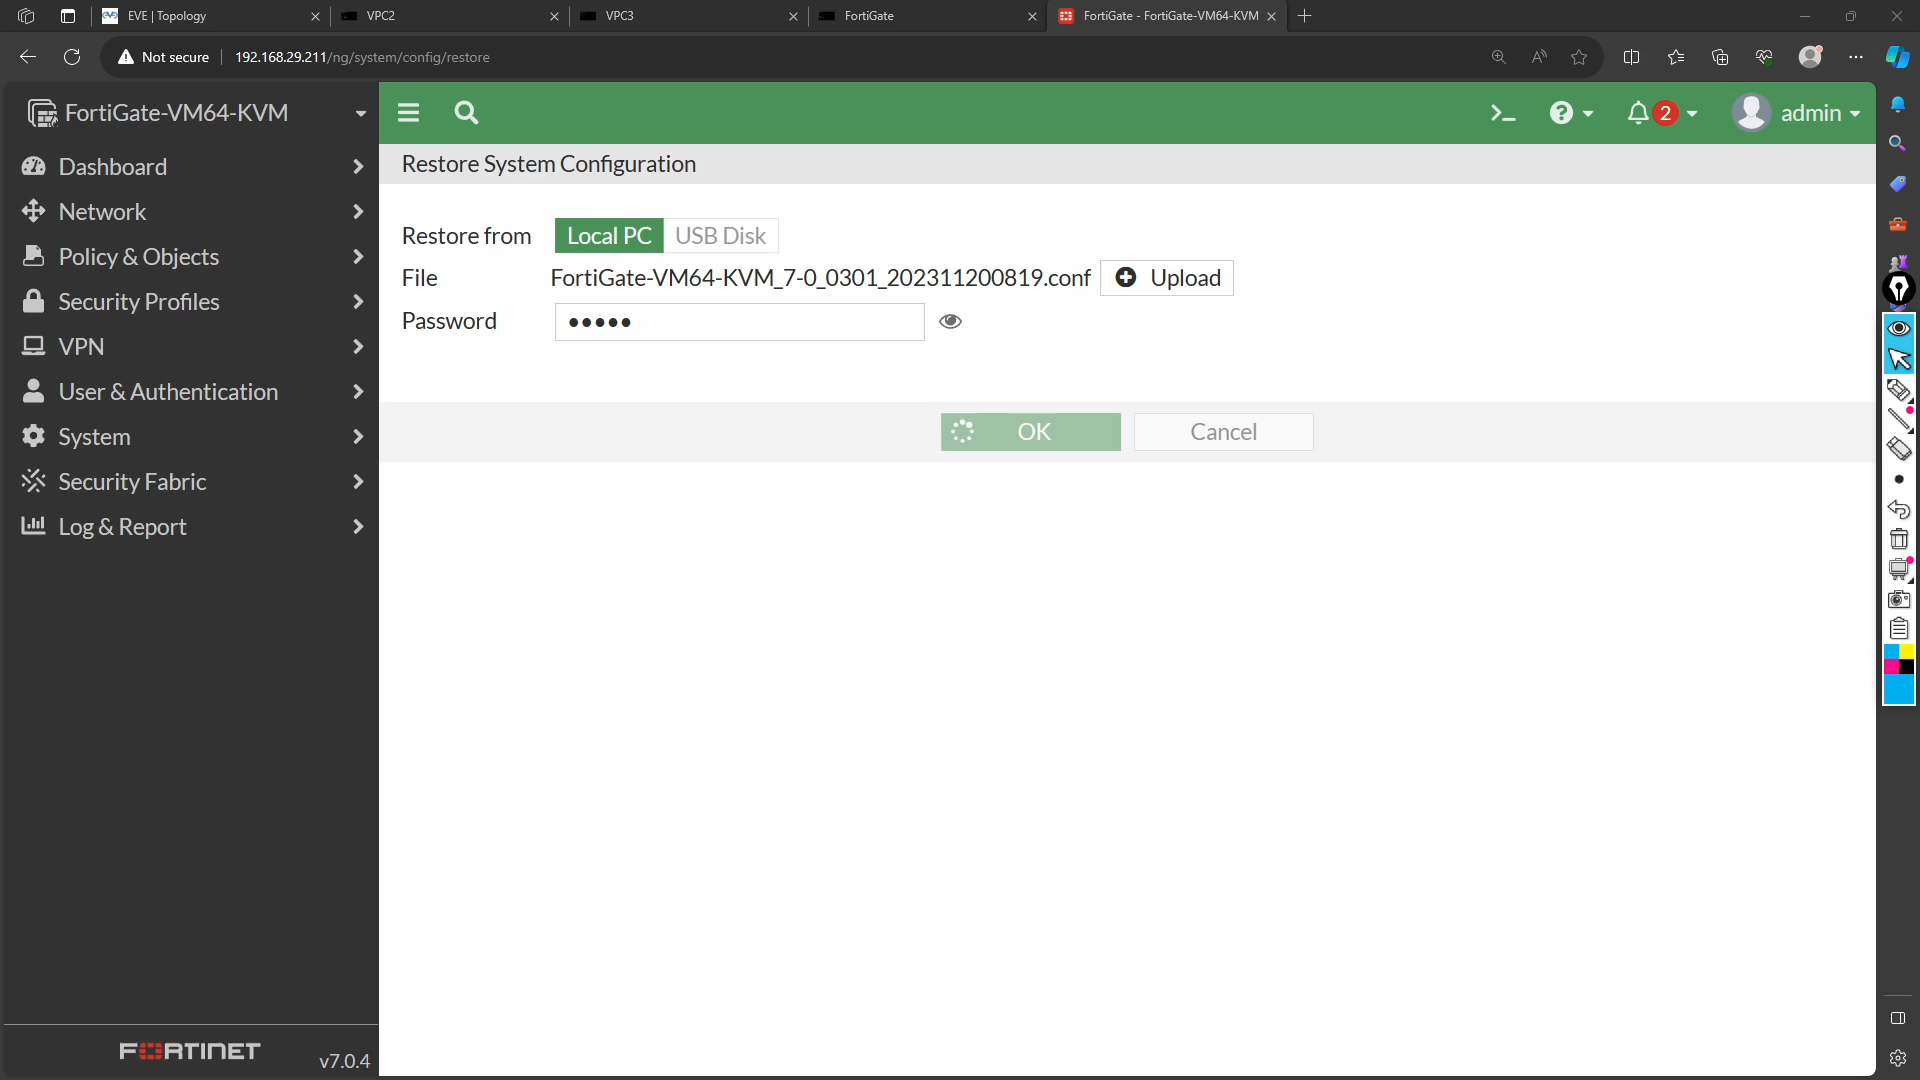 EVE | Topology
VPC2
VPC3
FortiGate
FortiGate - FortiGate-VM64-KVM
Not secure
192.168.29.211/ng/system/config/restore
FortiGate-VM64-KVM
2
admin
Dashboard
Network
Policy & Objects
Security Profiles
VPN
User & Authentication
System
Security Fabric
Log & Report
Restore System Configuration
Restore from
Local PC
USB Disk
File
FortiGate-VM64-KVM_7-0_0301_202311200819.conf
Upload
Password
OK
Cancel
FORTINET
v7.0.4